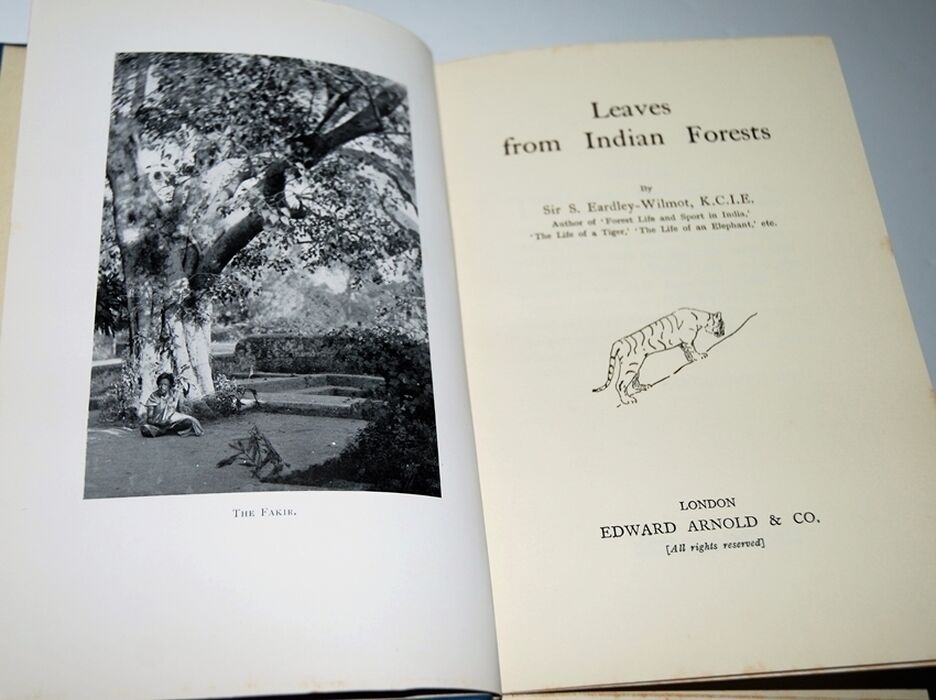 THE FAKIR.
Leaves
from Indian Forests
By
Sir S. Eardley-Wilmot, K.C.I.E.
Author of 'Forest Life and Sport in India,'
'The Life of a Tiger,' 'The Life of an Elephant,' etc.
LONDON
EDWARD ARNOLD & CO.
[All rights reserved]